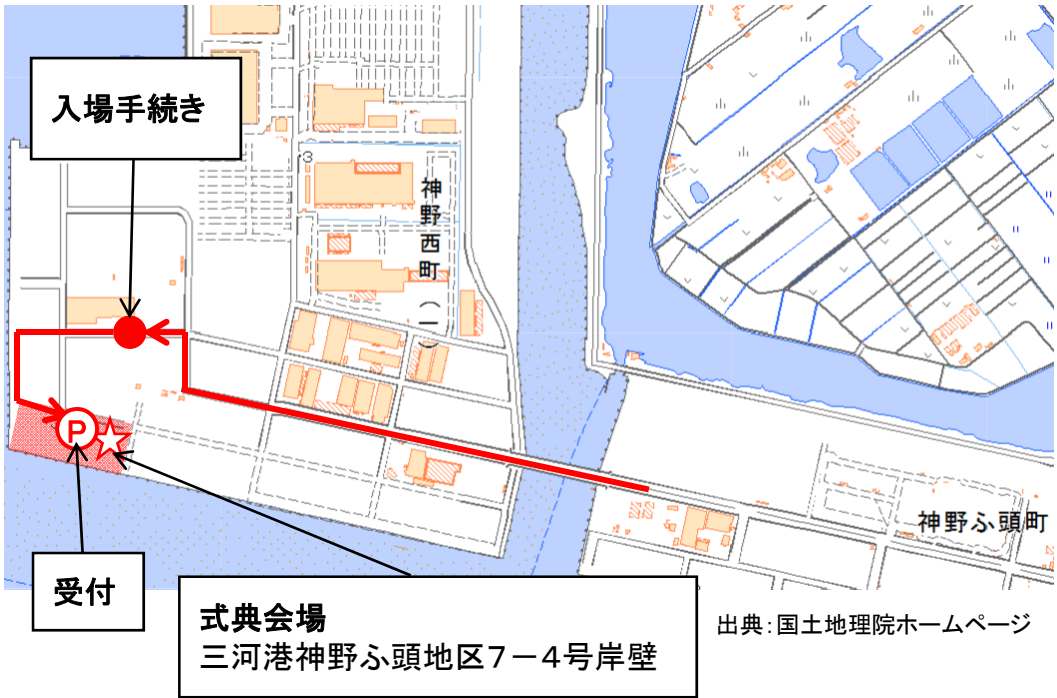 入場手続き
3
神野西町(一)
P
神野ふ頭町
受付
式典会場
三河港神野ふ頭地区7－4号岸壁
出典：国土地理院ホームページ